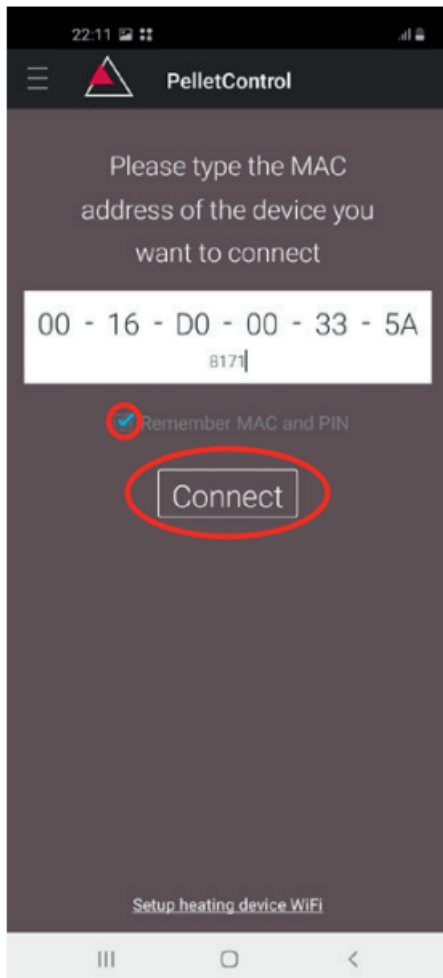 22:11
PelletControl
Please type the MAC
address of the device you
want to connect
00 - 16 - D0 - 00 - 33 - 5A
8171
Remember MAC and PIN
Connect
Setup heating device WiFi